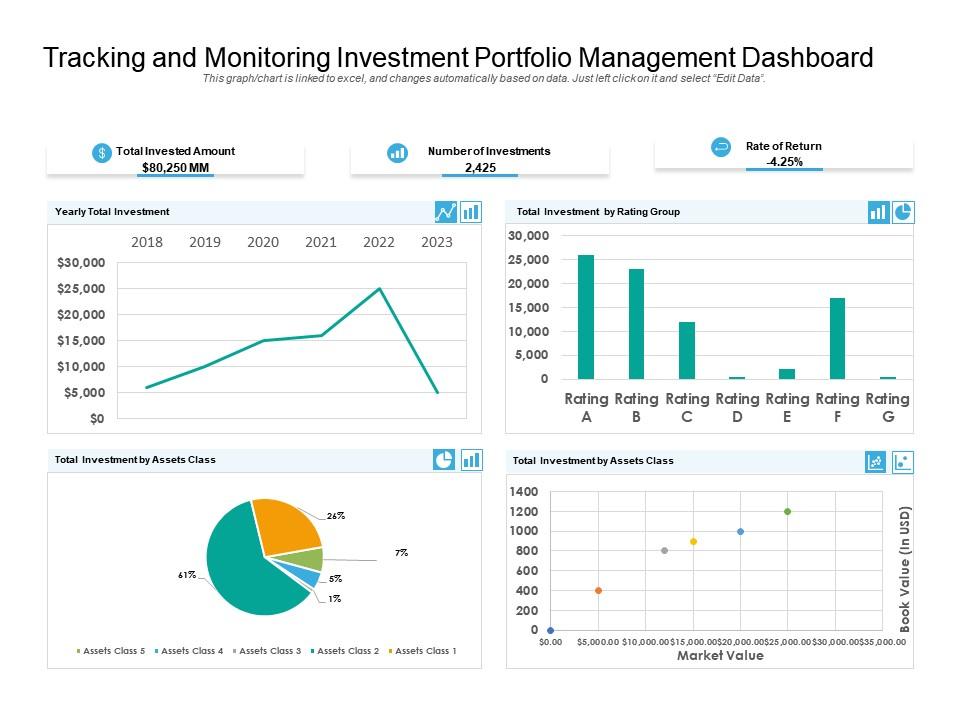 Tracking and Monitoring Investment Portfolio Management Dashboard
This graph/chart is linked to excel, and changes automatically based on data. Just left click on it and select "Edit Data".
$ Total Invested Amount
$80,250 MM
Number of Investments
2,425
Rate of Return
-4.25%
Yearly Total Investment
2018 2019 2020 2021 2022 2023
$30,000
$25,000
$20,000
$15,000
$10,000
$5,000
$0
Total Investment by Rating Group
30,000
25,000
20,000
15,000
10,000
5,000
0
Rating Rating Rating Rating Rating Rating Rating
A B C D E F G
Total Investment by Assets Class
26%
7%
61%
5%
1%
Assets Class 5 Assets Class 4 Assets Class 3 Assets Class 2 Assets Class 1
Total Investment by Assets Class
1400
1200
1000
800
600
400
200
0
Book Value (In USD)
$0.00 $5,000.00 $10,000.00 $15,000.00 $20,000.00 $25,000.00 $30,000.00 $35,000.00
Market Value